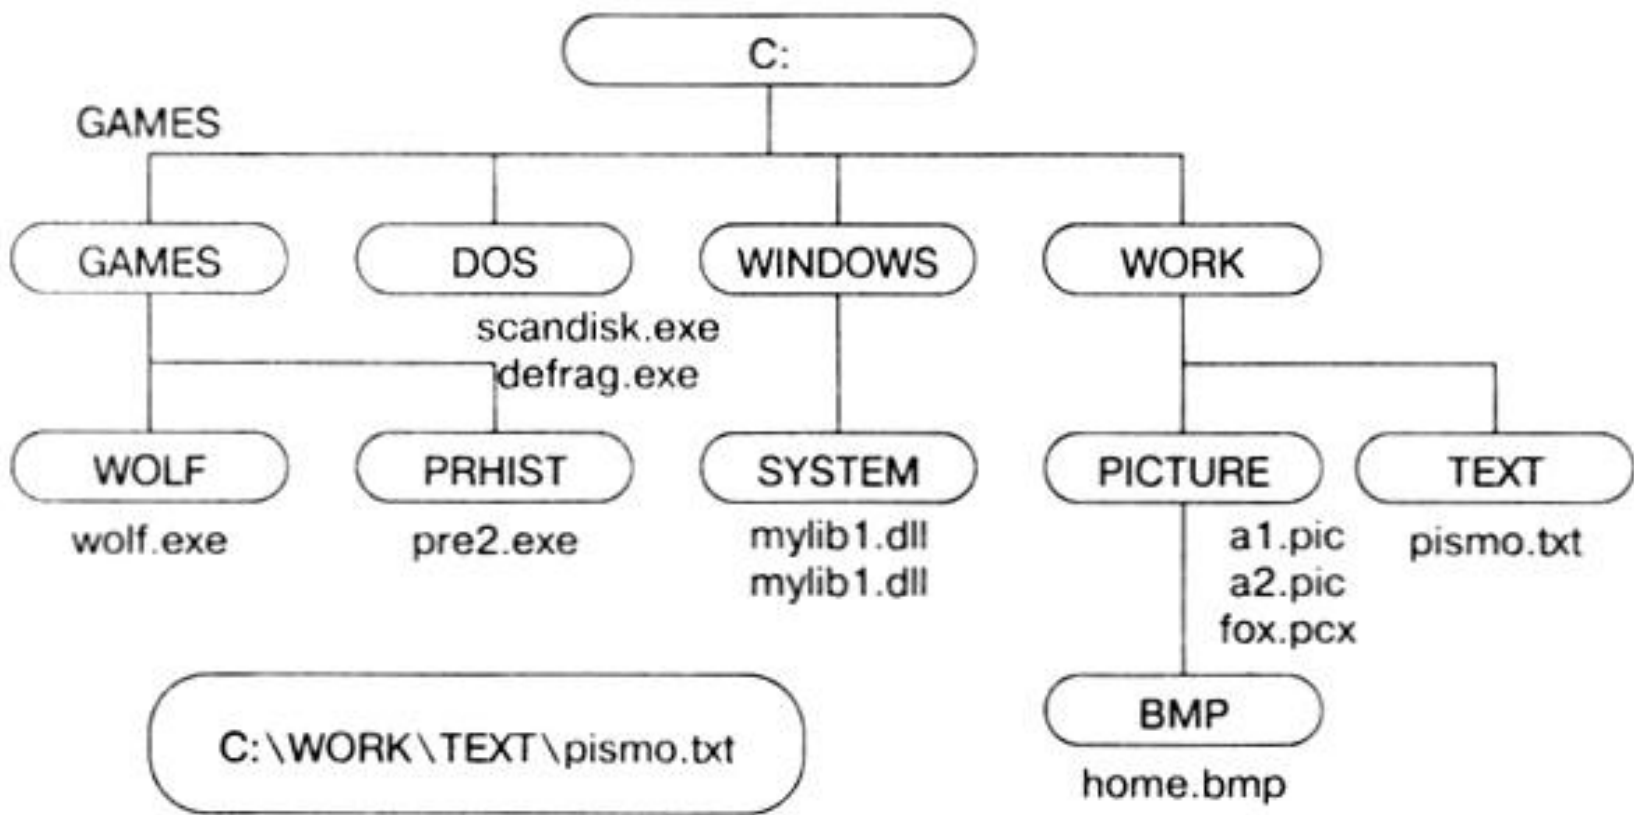 C:
GAMES
GAMES
DOS
WINDOWS
WORK
scandisk.exe
defrag.exe
WOLF
PRHIST
SYSTEM
PICTURE
TEXT
wolf.exe
pre2.exe
mylib1.dll
mylib1.dll
a1.pic
a2.pic
fox.pcx
pismo.txt
C:\WORK\TEXT\pismo.txt
BMP
home.bmp